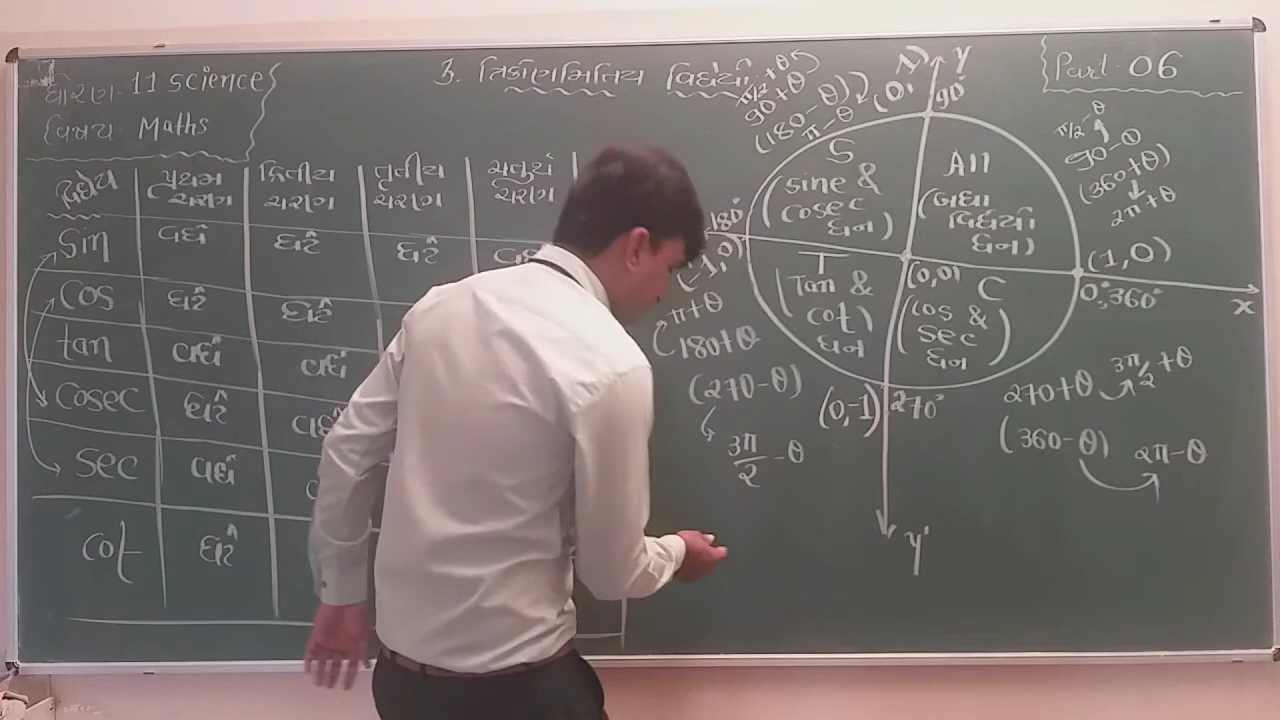 ધોરણ. 11 science
વિષય. Maths
3. ત્રિકોણમિતિય વિધેયો
Part 06
વિધેય પ્રથમ ચરણ દ્વિતીય ચરણ તૃતીય ચરણ ચતુર્થ ચરણ
Sin વધે ઘટે ઘટે
Cos ઘટે ઘટે
tan વધે વધે
Cosec ઘટે
Sec વધે
Cot ઘટે
π/2 + θ
90+θ
(180-θ)
π-θ
(0,1) y
90°
S
(sine &
cosec
ધન)
All
(બધા
વિધેયો
ધન)
π/2-θ
90-θ
(360+θ)
2π+θ
180°
(-1,0)
(0,0)
(1,0)
0°,360°
x
T
(Tan &
cot)
ધન
C
(cos &
sec
ધન)
π+θ
180+θ
(270-θ)
3π/2 -θ
(0,-1) 270°
270+θ 3π/2 +θ
(360-θ) 2π-θ
y'